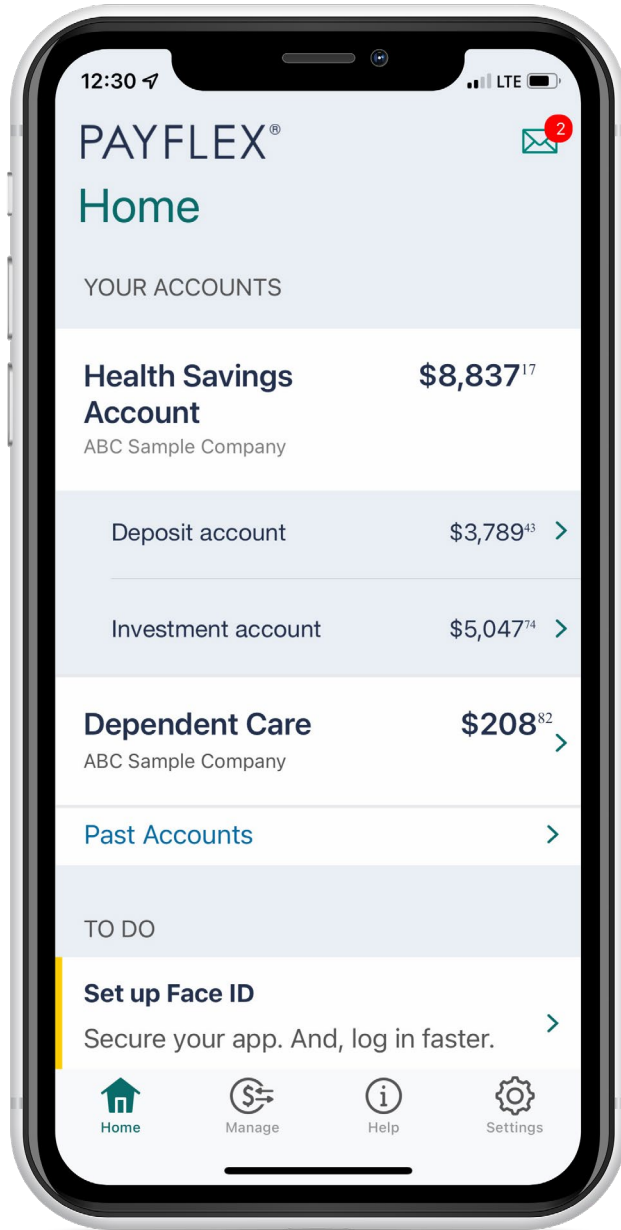 12:30 LTE
PAYFLEX® 2
Home
YOUR ACCOUNTS
Health Savings $8,837¹⁷
Account
ABC Sample Company
Deposit account $3,789⁴³
Investment account $5,047⁷⁴
Dependent Care $208⁸²
ABC Sample Company
Past Accounts
TO DO
Set up Face ID
Secure your app. And, log in faster.
Home Manage Help Settings